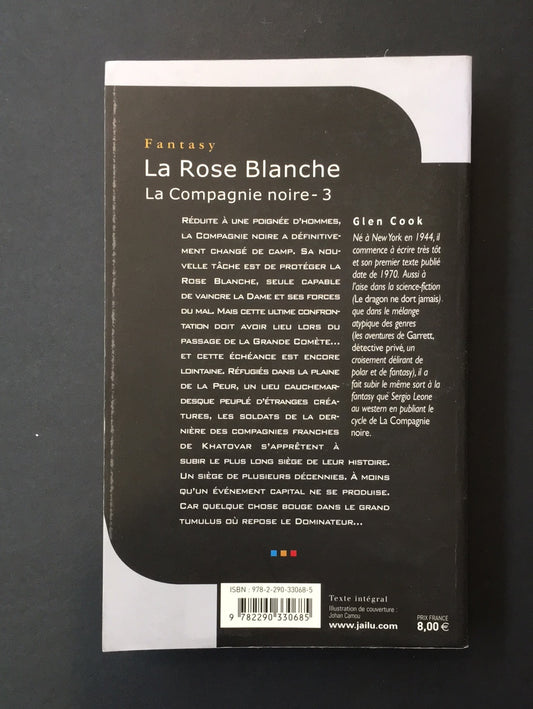 Fantasy
La Rose Blanche
La Compagnie noire - 3
RÉDUITE À UNE POIGNÉE D'HOMMES,
LA COMPAGNIE NOIRE A DÉFINITIVE-
MENT CHANGÉ DE CAMP. SA NOU-
VELLE TÂCHE EST DE PROTÉGER LA
ROSE BLANCHE, SEULE CAPABLE
DE VAINCRE LA DAME ET SES FORCES
DU MAL. MAIS CETTE ULTIME CONFRON-
TATION DOIT AVOIR LIEU LORS DU
PASSAGE DE LA GRANDE COMÈTE...
ET CETTE ÉCHÉANCE EST ENCORE
LOINTAINE. RÉFUGIÉS DANS LA PLAINE
DE LA PEUR, UN LIEU CAUCHEMAR-
DESQUE PEUPLÉ D'ÉTRANGES CRÉA-
TURES, LES SOLDATS DE LA DER-
NIÈRE DES COMPAGNIES FRANCHES
DE KHATOVAR S'APPRÊTENT À
SUBIR LE PLUS LONG SIÈGE DE LEUR HISTOIRE.
UN SIÈGE DE PLUSIEURS DÉCENNIES. À MOINS
QU'UN ÉVÉNEMENT CAPITAL NE SE PRODUISE.
CAR QUELQUE CHOSE BOUGE DANS LE GRAND
TUMULUS OÙ REPOSE LE DOMINATEUR...
Glen Cook
Né à New York en 1944, il
commence à écrire très tôt
et son premier texte publié
date de 1970. Aussi à
l'aise dans la science-fiction
(Le dragon ne dort jamais)
que dans le mélange
atypique des genres
(les aventures de Garrett,
détective privé, un
croisement délirant de
polar et de fantasy), il a
fait subir le même sort à la
fantasy que Sergio Leone
au western en publiant le
cycle de La Compagnie
noire.
ISBN : 978-2-290-33068-5
9 782290 330685
Texte intégral
Illustration de couverture :
Johan Camou
www.jailu.com
PRIX FRANCE
8,00 €